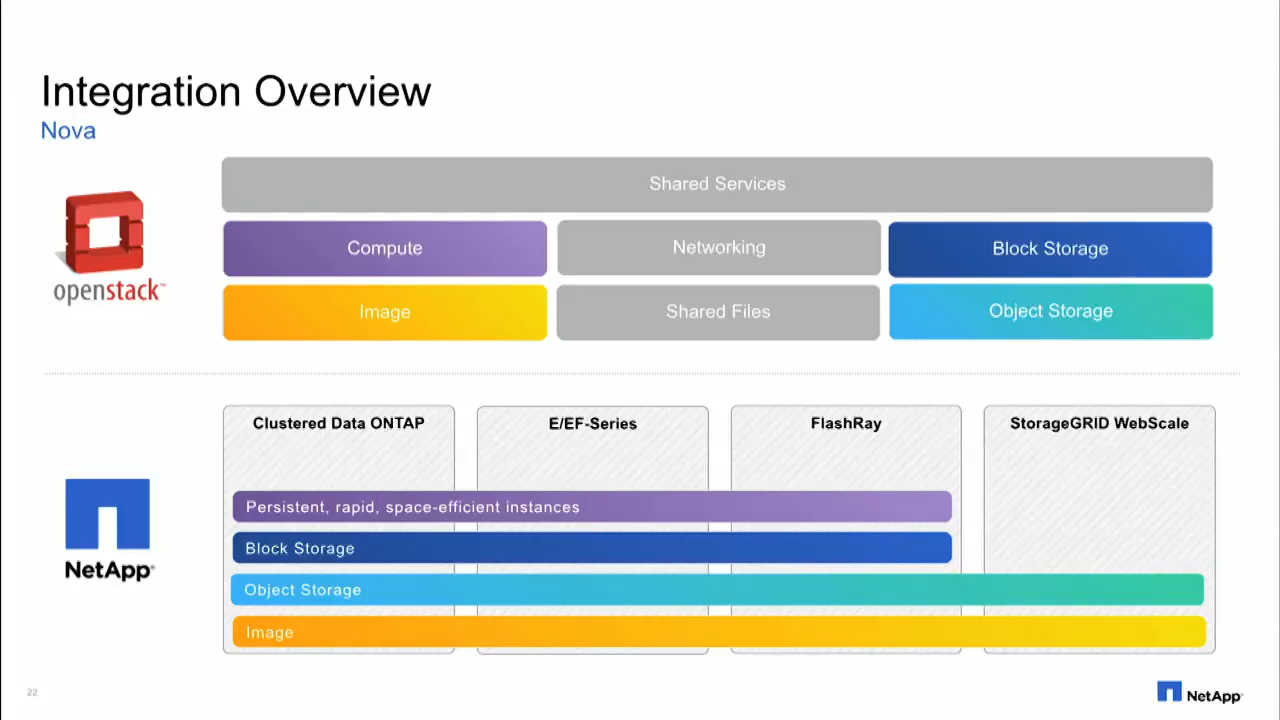 Integration Overview
Nova
Shared Services
Compute
Networking
Block Storage
openstack™
Image
Shared Files
Object Storage
Clustered Data ONTAP
E/EF-Series
FlashRay
StorageGRID WebScale
Persistent, rapid, space-efficient instances
Block Storage
NetApp®
Object Storage
Image
22
NetApp®